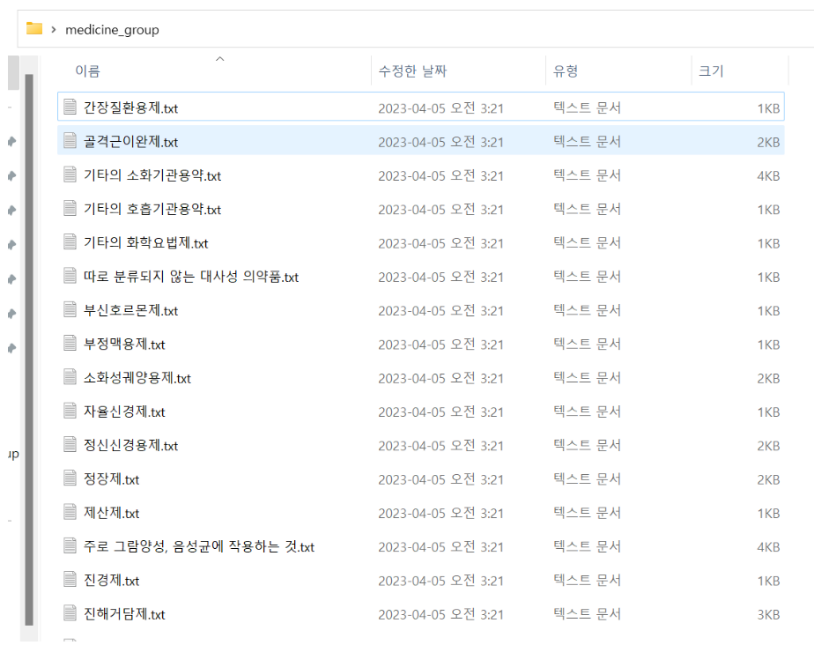 medicine_group
이름 수정한 날짜 유형 크기
간장질환용제.txt 2023-04-05 오전 3:21 텍스트 문서 1KB
골격근이완제.txt 2023-04-05 오전 3:21 텍스트 문서 2KB
기타의 소화기관용약.txt 2023-04-05 오전 3:21 텍스트 문서 4KB
기타의 호흡기관용약.txt 2023-04-05 오전 3:21 텍스트 문서 1KB
기타의 화학요법제.txt 2023-04-05 오전 3:21 텍스트 문서 1KB
따로 분류되지 않는 대사성 의약품.txt 2023-04-05 오전 3:21 텍스트 문서 1KB
부신호르몬제.txt 2023-04-05 오전 3:21 텍스트 문서 1KB
부정맥용제.txt 2023-04-05 오전 3:21 텍스트 문서 1KB
소화성궤양용제.txt 2023-04-05 오전 3:21 텍스트 문서 2KB
자율신경제.txt 2023-04-05 오전 3:21 텍스트 문서 1KB
정신신경용제.txt 2023-04-05 오전 3:21 텍스트 문서 2KB
정장제.txt 2023-04-05 오전 3:21 텍스트 문서 2KB
제산제.txt 2023-04-05 오전 3:21 텍스트 문서 1KB
주로 그람양성, 음성균에 작용하는 것.txt 2023-04-05 오전 3:21 텍스트 문서 4KB
진경제.txt 2023-04-05 오전 3:21 텍스트 문서 1KB
진해거담제.txt 2023-04-05 오전 3:21 텍스트 문서 3KB